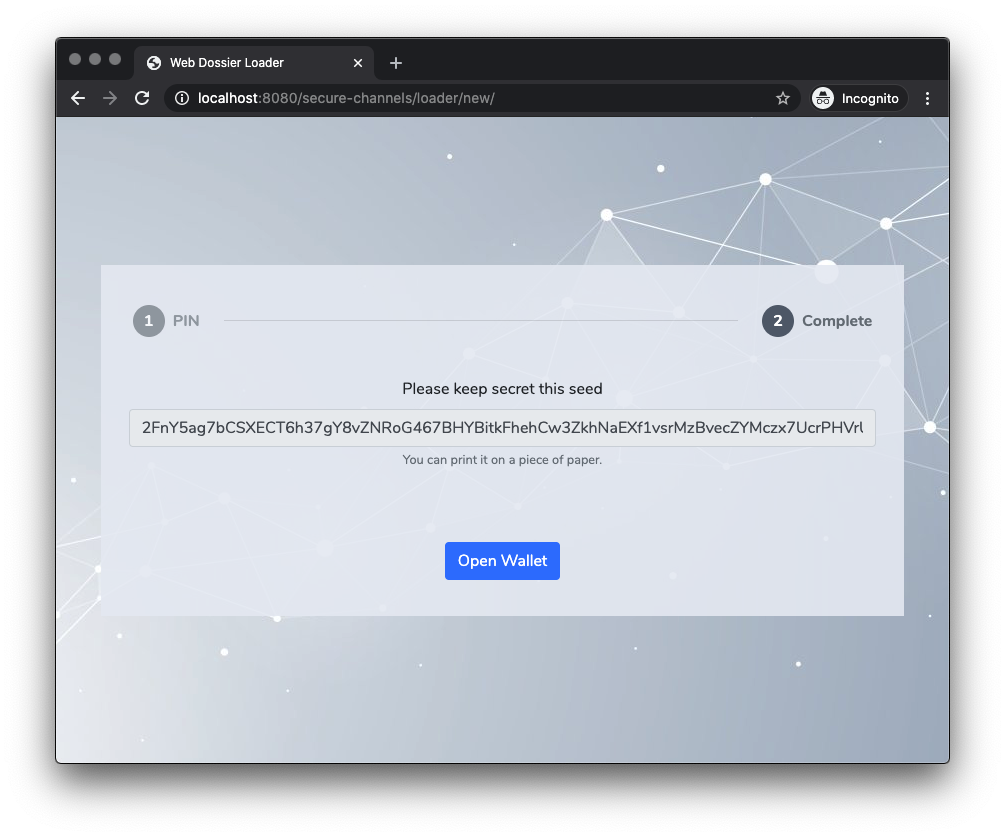 Web Dossier Loader
localhost:8080/secure-channels/loader/new/
Incognito
1 PIN
2 Complete
Please keep secret this seed
2FnY5ag7bCSXECT6h37gY8vZNRoG467BHYBitkFhehCw3ZkhNaEXf1vsrMzBvecZYMczx7UcrPHVrl
You can print it on a piece of paper.
Open Wallet